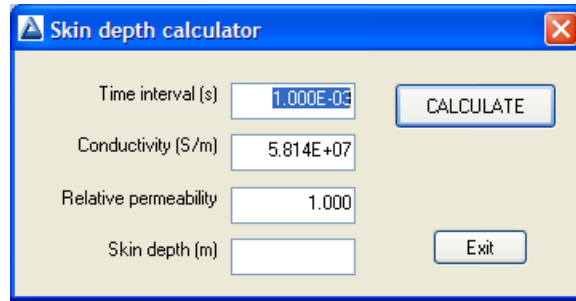 Skin depth calculator
Time interval (s) 1.000E-03 CALCULATE
Conductivity (S/m) 5.814E+07
Relative permeability 1.000
Skin depth (m) Exit